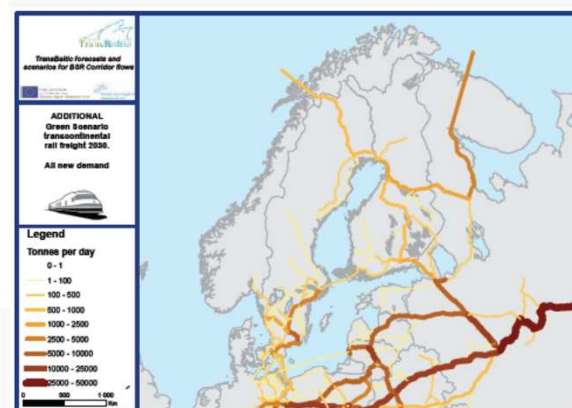 TransBaltic
TransBaltic forecasts and
scenarios for BSR Corridor flows
ADDITIONAL
Green Scenario
transcontinental
rail freight 2030.
All new demand
Legend
Tonnes per day
0 - 1
1 - 100
100 - 500
500 - 1000
1000 - 2500
2500 - 5000
5000 - 10000
10000 - 25000
25000 - 50000
0 500 1 000
Km